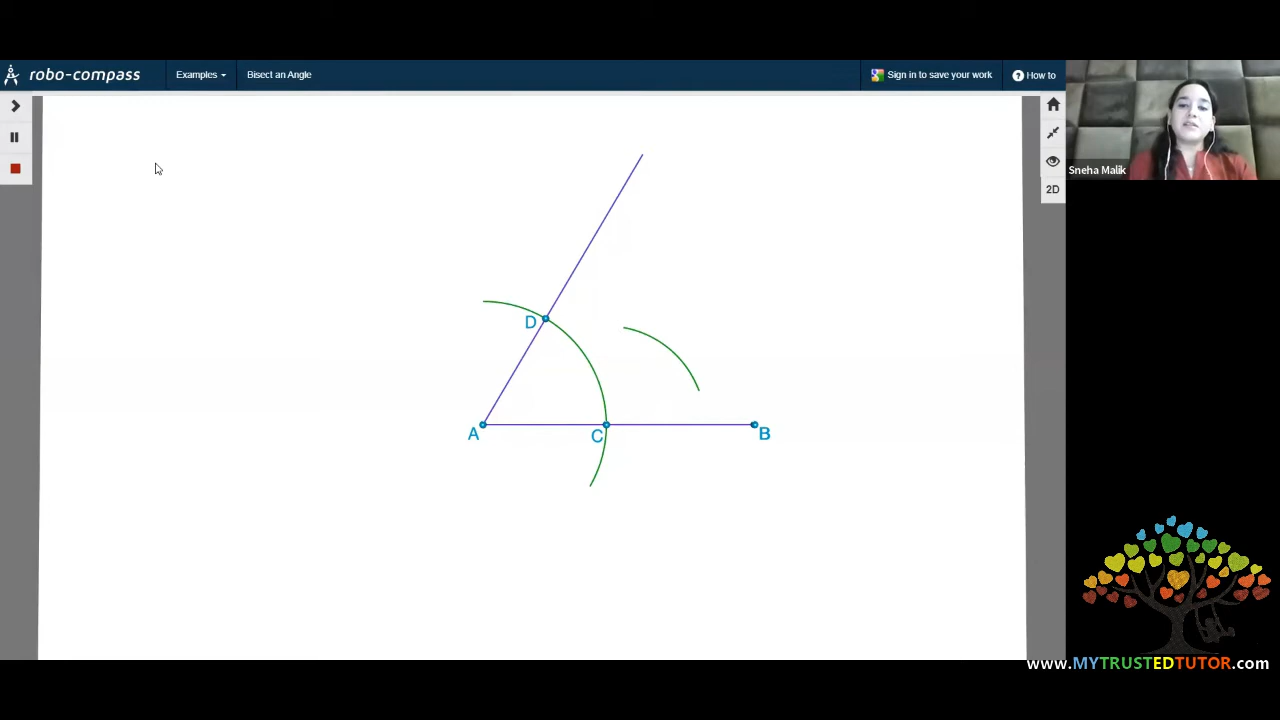 robo-compass
Examples
Bisect an Angle
Sign in to save your work
How to
2D
Sneha Malik
D
A
C
B
www.MYTRUSTEDTUTOR.com